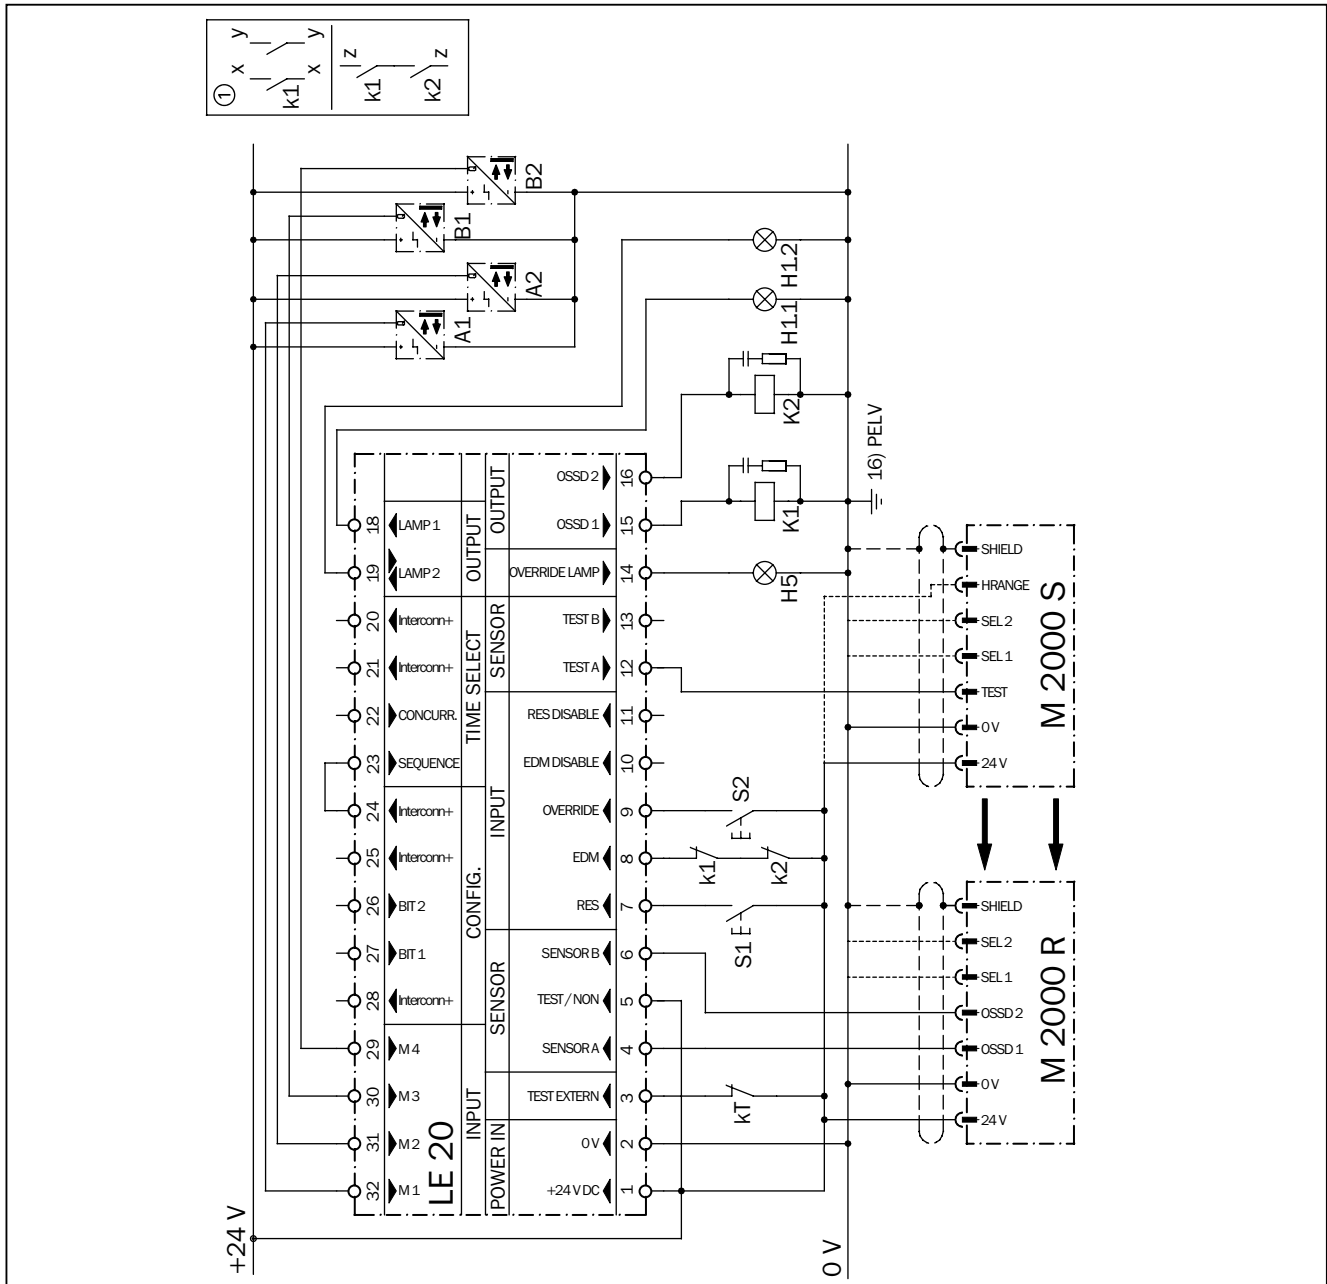 ①
x y
k1
x y
z
k1
k2
z
B2
B1
A2
A1
H1.2
H1.1
K2
K1
16) PELV
H5
+24 V
0 V
LE 20
18 LAMP 1
19 LAMP 2
20 Interconn+
21 Interconn+
22 CONCURR.
23 SEQUENCE
24 Interconn+
25 Interconn+
26 BIT 2
27 BIT 1
28 Interconn+
29 M 4
30 M 3
31 M 2
32 M 1
OUTPUT
TIME SELECT
CONFIG.
INPUT
OUTPUT
SENSOR
INPUT
SENSOR
POWER IN
OSSD 2 16
OSSD 1 15
OVERRIDE LAMP 14
TEST B 13
TEST A 12
RES DISABLE 11
EDM DISABLE 10
OVERRIDE 9
EDM 8
RES 7
SENSOR B 6
TEST / NON 5
SENSOR A 4
TEST EXTERN 3
0 V 2
+24 V DC 1
S2
k1
k2
S1
kT
SHIELD
HRANGE
SEL 2
SEL 1
TEST
0 V
24 V
M 2000 S
SHIELD
SEL 2
SEL 1
OSSD 2
OSSD 1
0 V
24 V
M 2000 R